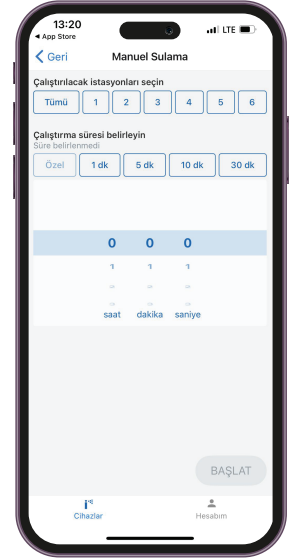 13:20
LTE
◀ App Store
Geri
Manuel Sulama
Çalıştırılacak istasyonları seçin
Tümü 1 2 3 4 5 6
Çalıştırma süresi belirleyin
Süre belirlenmedi
Özel 1 dk 5 dk 10 dk 30 dk
0 0 0
1 1 1
saat dakika saniye
BAŞLAT
Cihazlar
Hesabım